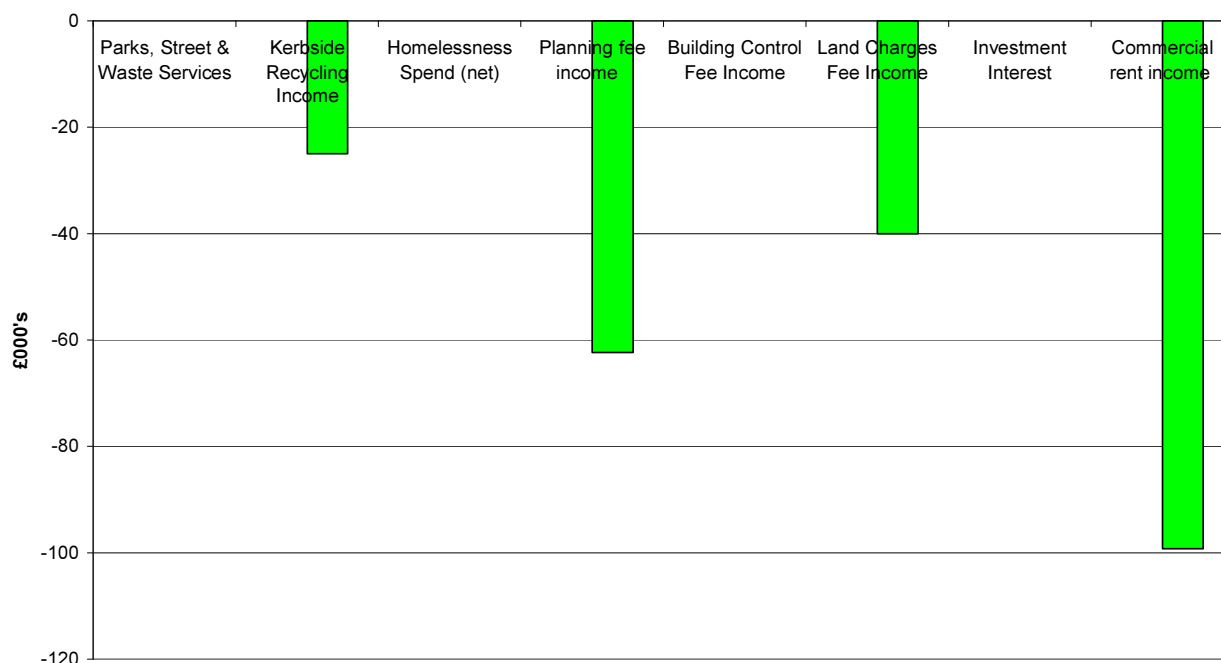 0
Parks, Street &
Waste Services
Kerbside
Recycling
Income
Homelessness
Spend (net)
Planning fee
income
Building Control
Fee Income
Land Charges
Fee Income
Investment
Interest
Commercial
rent income
-20
-40
-60
-80
-100
-120
£000's